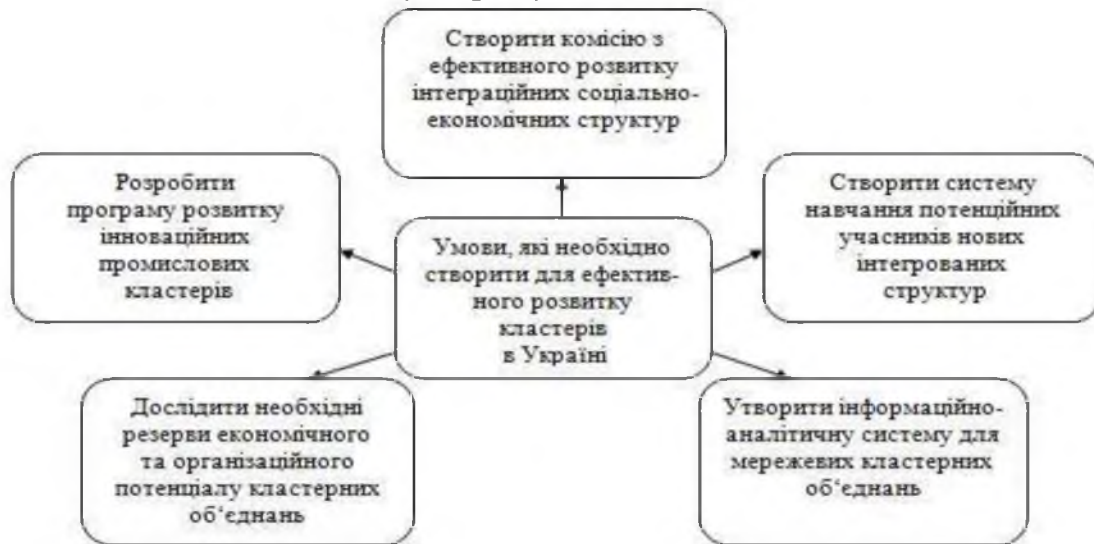 Створити комісію з
ефективного розвитку
інтеграційних соціально-
економічних структур
Розробити
програму розвитку
інноваційних
промислових
кластерів
Умови, які необхідно
створити для ефектив-
ного розвитку
кластерів
в Україні
Створити систему
навчання потенційних
учасників нових
інтегрованих
структур
Дослідити необхідні
резерви економічного
та організаційного
потенціалу кластерних
об‘єднань
Утворити інформаційно-
аналітичну систему для
мережевих кластерних
об‘єднань